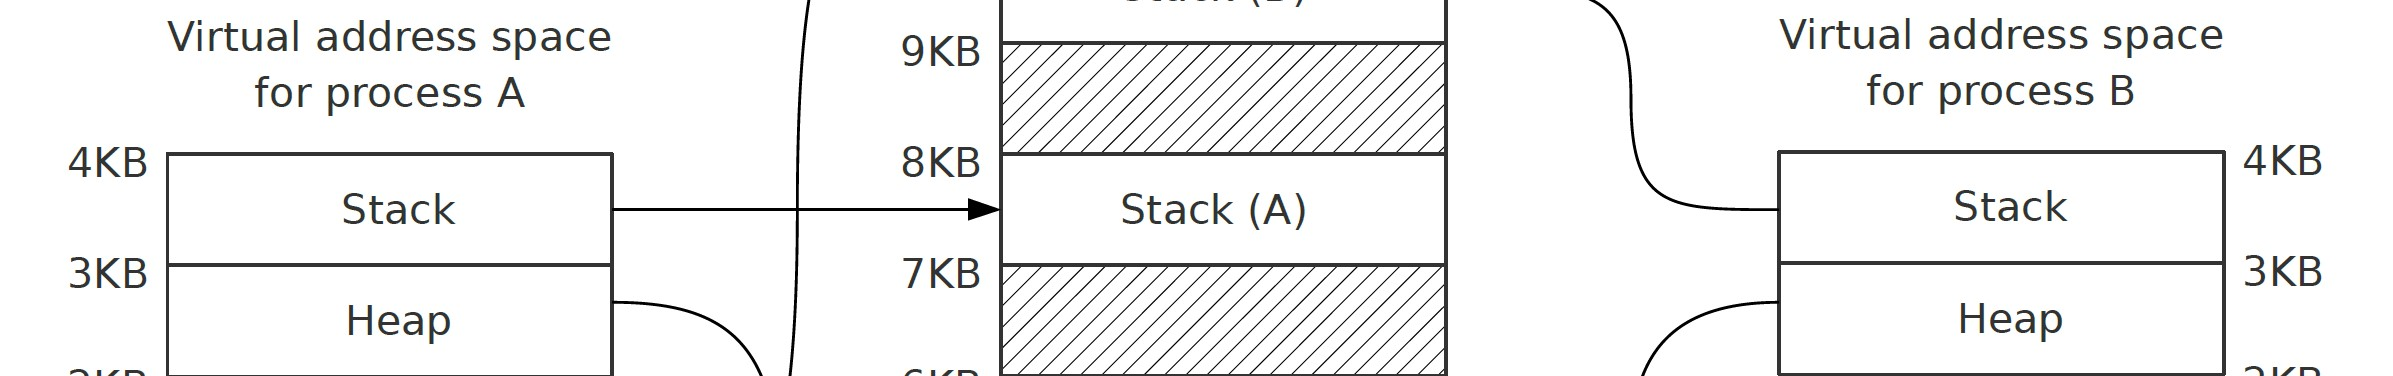 Virtual address space
for process A
4KB
Stack
3KB
Heap
9KB
8KB
Stack (A)
7KB
Virtual address space
for process B
4KB
Stack
3KB
Heap